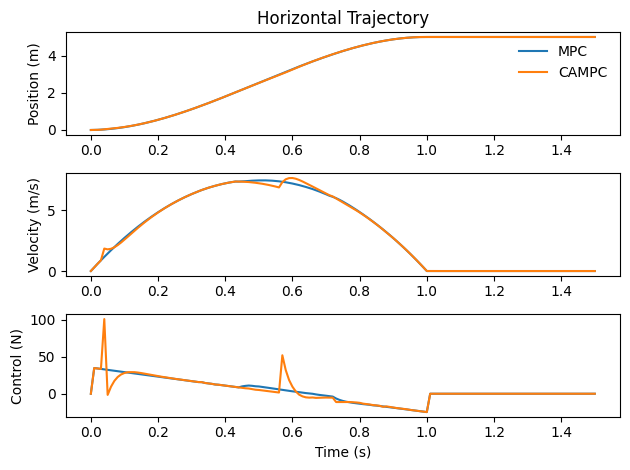 Horizontal Trajectory
Position (m)
4
2
0
MPC
CAMPC
0.0 0.2 0.4 0.6 0.8 1.0 1.2 1.4
Velocity (m/s)
5
0
0.0 0.2 0.4 0.6 0.8 1.0 1.2 1.4
Control (N)
100
50
0
0.0 0.2 0.4 0.6 0.8 1.0 1.2 1.4
Time (s)